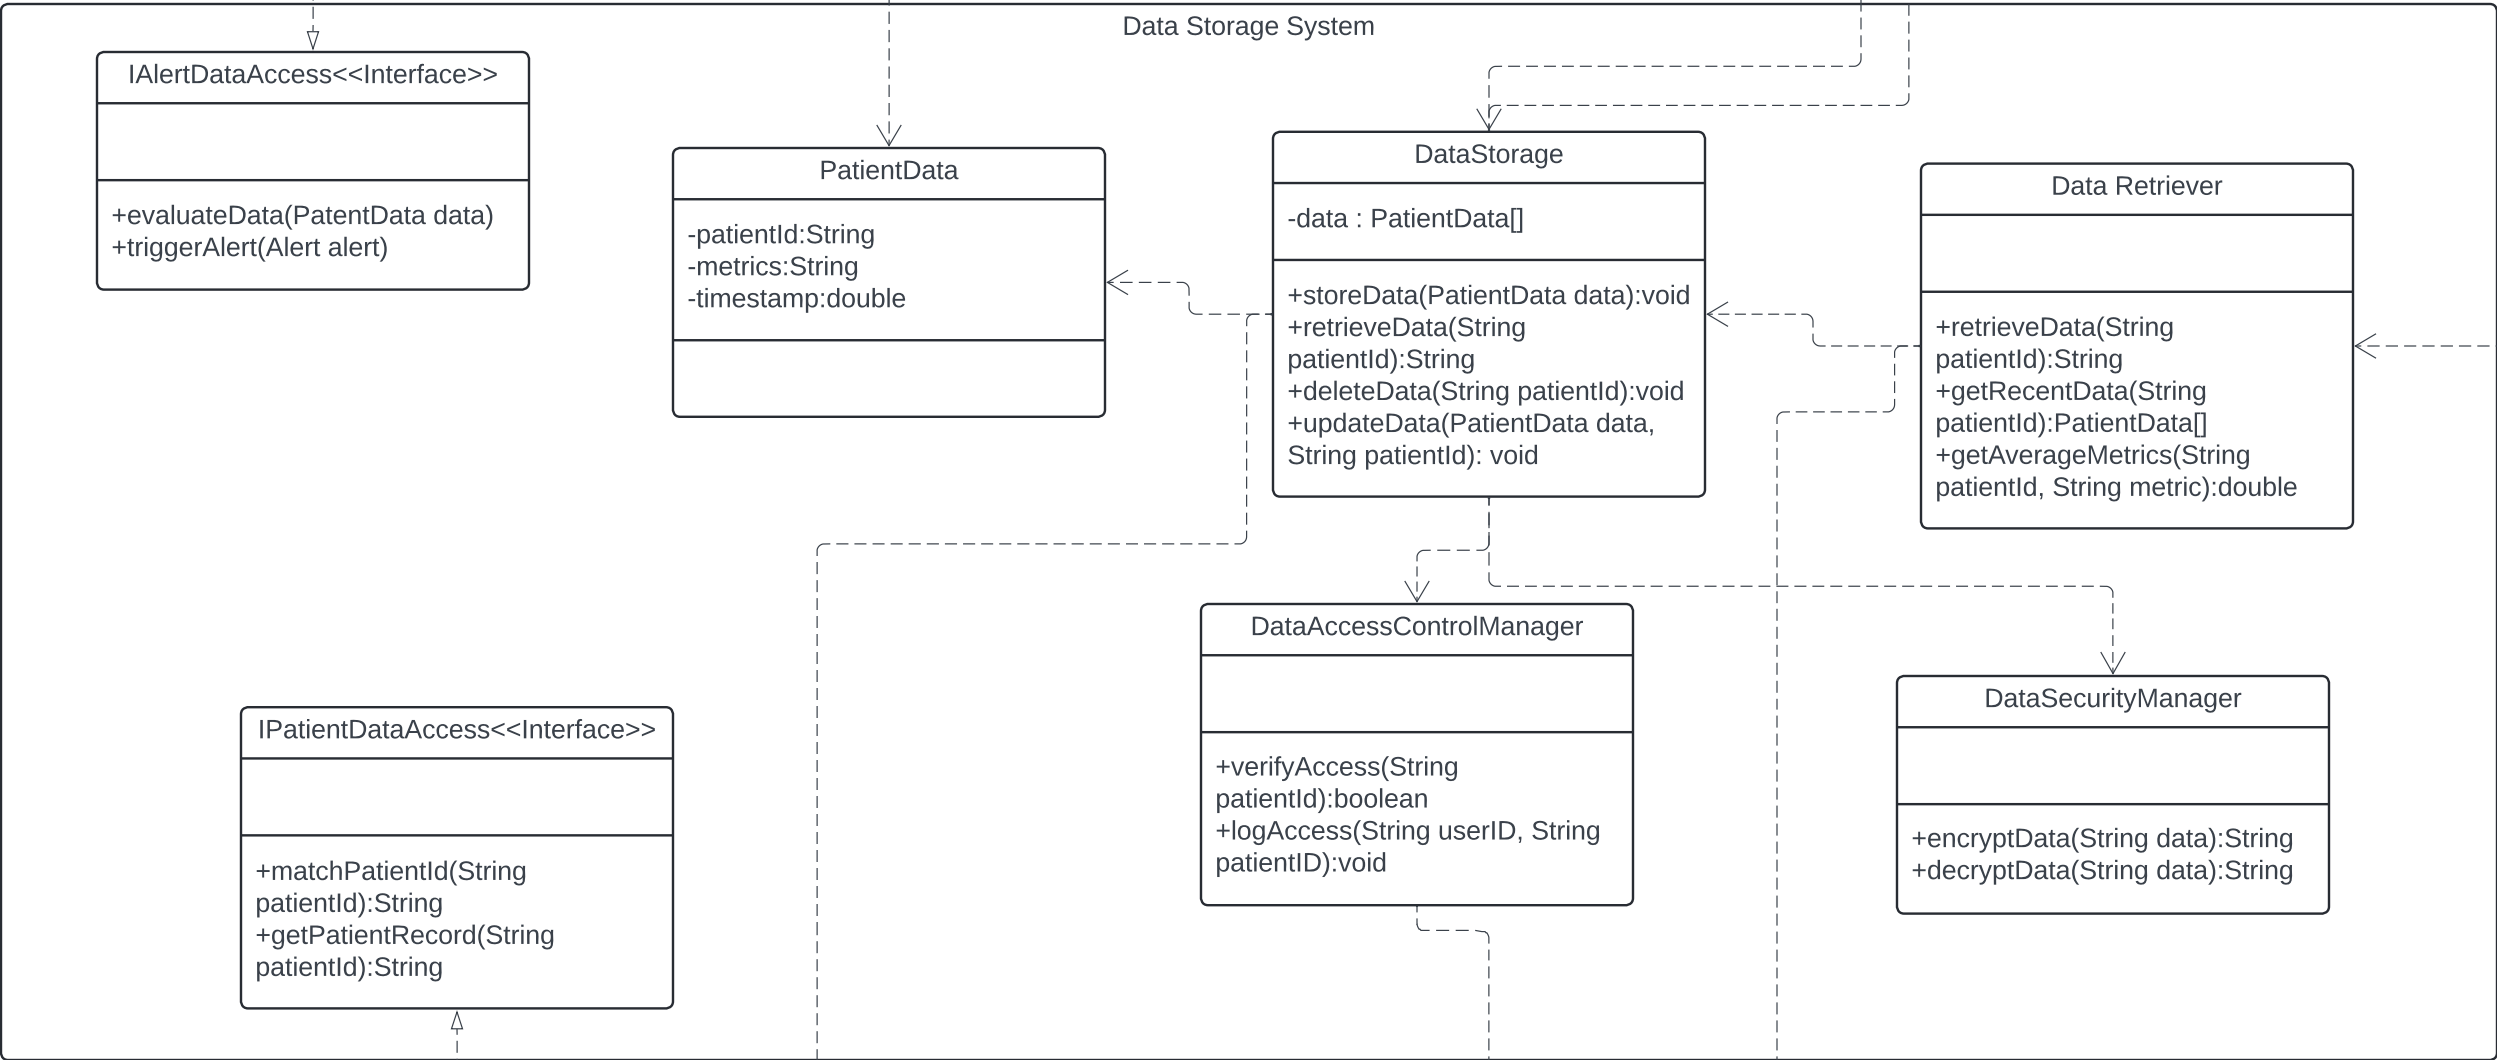 Data Storage System
IAlertDataAccess<<Interface>>
+evaluateData(PatentData data)
+triggerAlert(Alert alert)
PatientData
-patientId:String
-metrics:String
-timestamp:double
DataStorage
-data : PatientData[]
+storeData(PatientData data):void
+retrieveData(String
patientId):String
+deleteData(String patientId):void
+updateData(PatientData data,
String patientId): void
Data Retriever
+retrieveData(String
patientId):String
+getRecentData(String
patientId):PatientData[]
+getAverageMetrics(String
patientId, String metric):double
IPatientDataAccess<<Interface>>
+matchPatientId(String
patientId):String
+getPatientRecord(String
patientId):String
DataAccessControlManager
+verifyAccess(String
patientId):boolean
+logAccess(String userID, String
patientID):void
DataSecurityManager
+encryptData(String data):String
+decryptData(String data):String